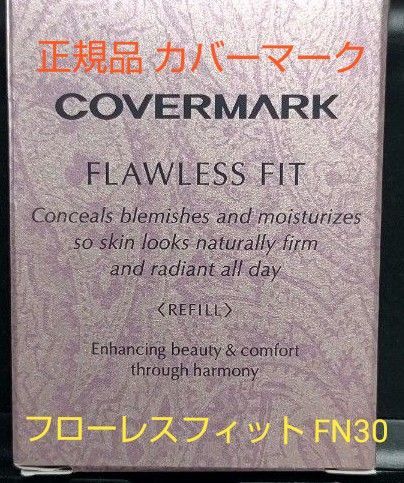 正規品 カバーマーク
COVERMARK
FLAWLESS FIT
Conceals blemishes and moisturizes
so skin looks naturally firm
and radiant all day
〈REFILL〉
Enhancing beauty & comfort
through harmony
フローレスフィット FN30